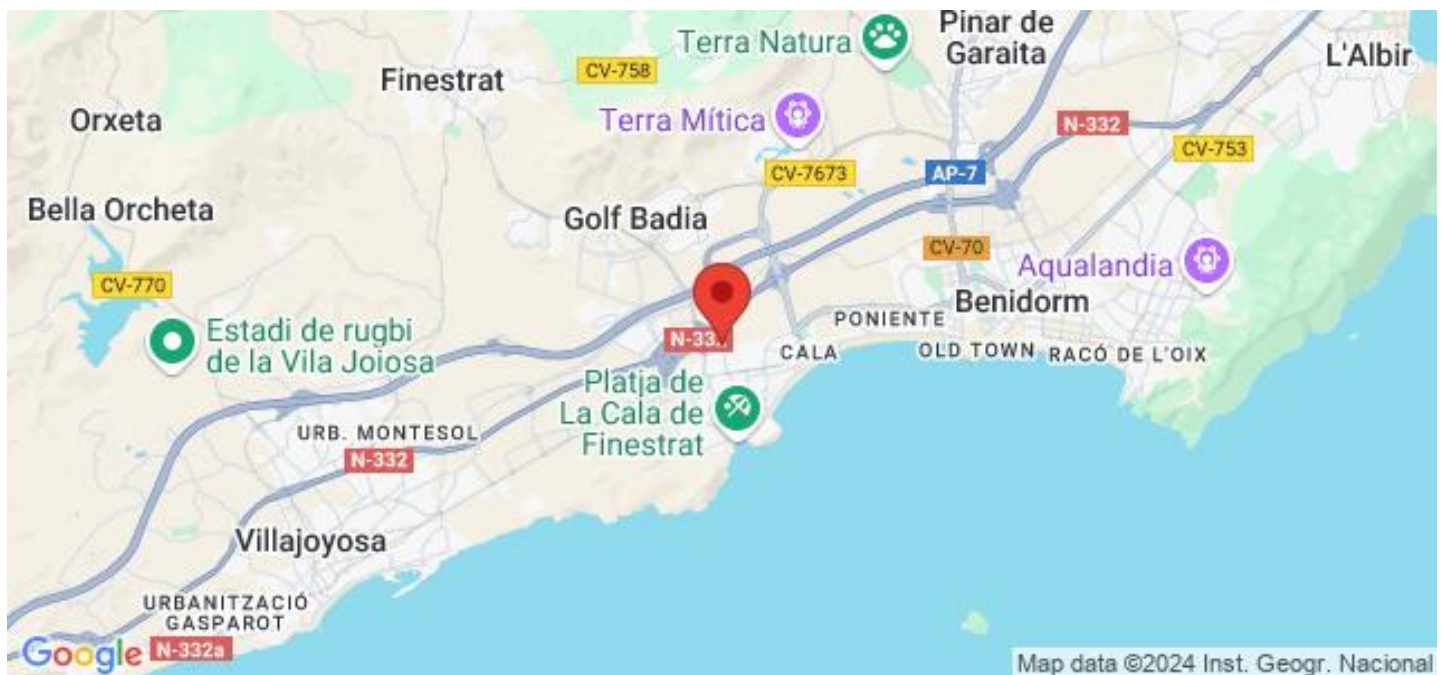 Pinar de
Garaita
Terra Natura
L'Albir
Finestrat
CV-758
Orxeta
Terra Mítica
N-332
CV-753
CV-7673
AP-7
Bella Orcheta
Golf Badia
CV-70
Aqualandia
CV-770
Benidorm
PONIENTE
Estadi de rugbi
de la Vila Joiosa
CALA
OLD TOWN
RACÓ DE L'OIX
Platja de
La Cala de
Finestrat
URB. MONTESOL
N-332
Villajoyosa
URBANITZACIÓ
GASPAROT
Google
N-332a
Map data ©2024 Inst. Geogr. Nacional